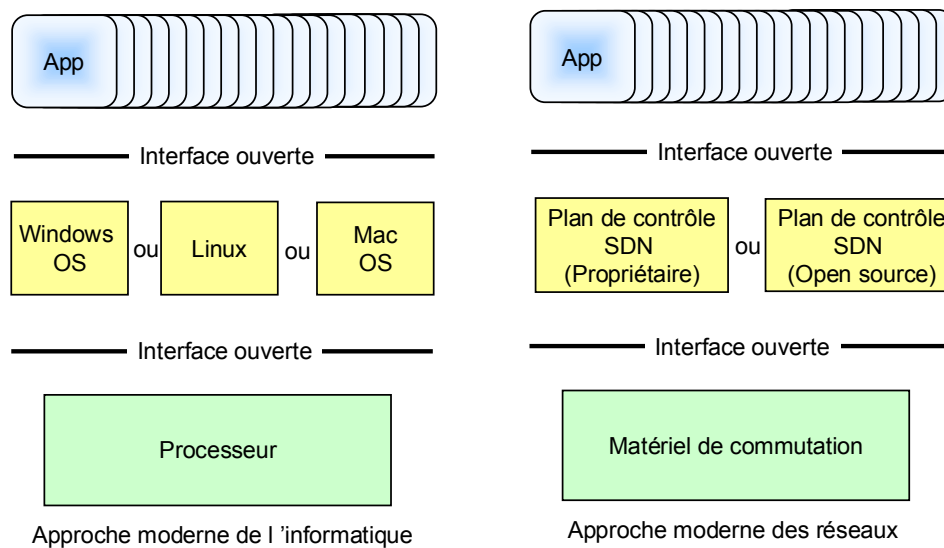 App
Interface ouverte
Windows
OS
ou
Linux
ou
Mac
OS
Interface ouverte
Processeur
Approche moderne de l ’informatique
App
Interface ouverte
Plan de contrôle
SDN
(Propriétaire)
ou
Plan de contrôle
SDN
(Open source)
Interface ouverte
Matériel de commutation
Approche moderne des réseaux